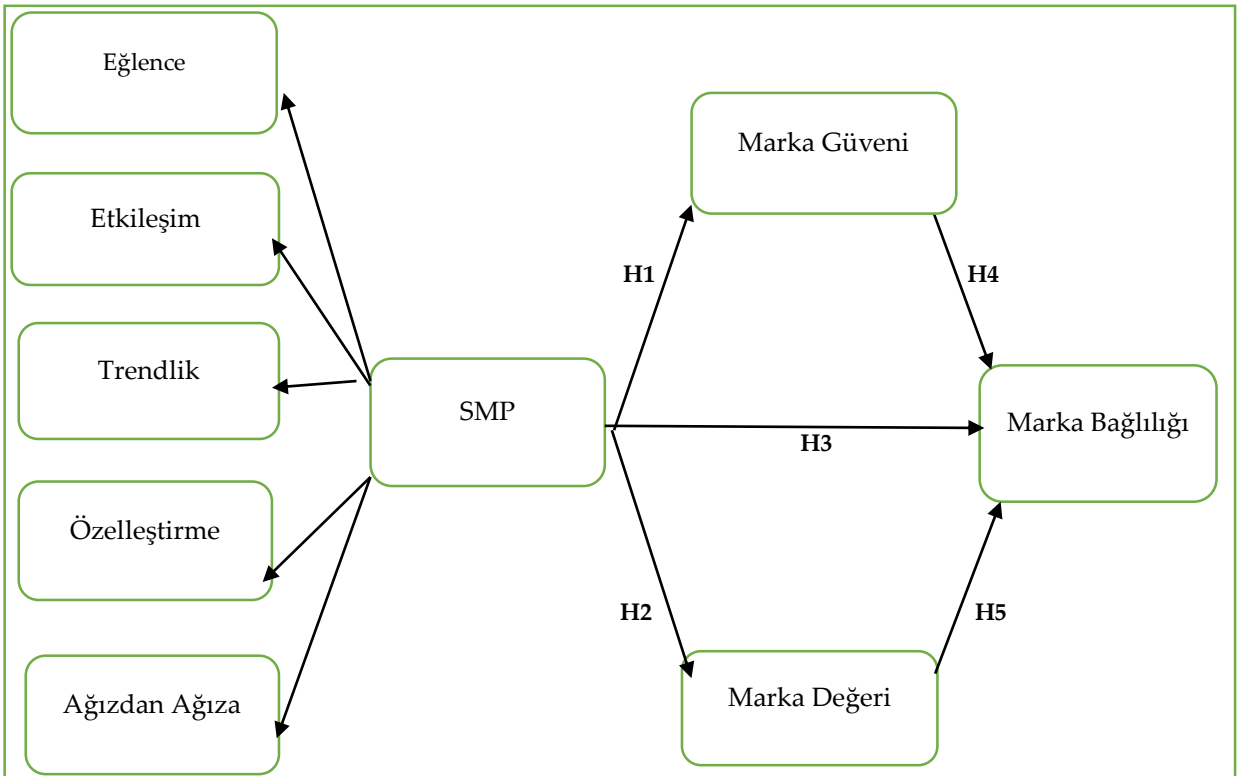 Eğlence
Etkileşim
Trendlik
Özelleştirme
Ağızdan Ağıza
SMP
H1
H2
H3
Marka Güveni
Marka Değeri
H4
H5
Marka Bağlılığı